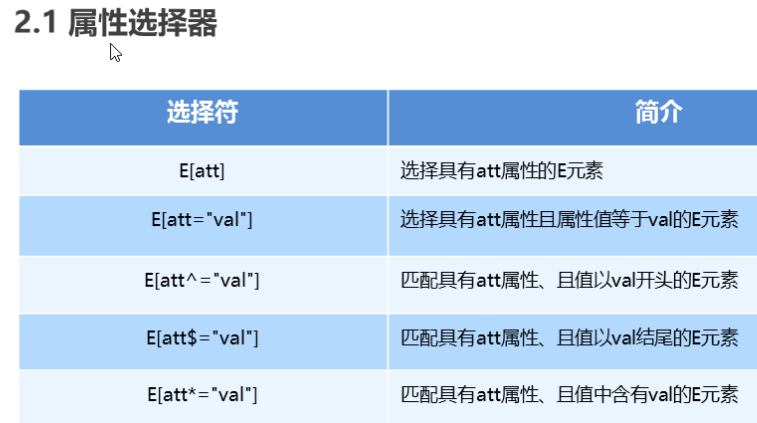 2.1 属性选择器
选择符 简介
E[att] 选择具有att属性的E元素
E[att="val"] 选择具有att属性且属性值等于val的E元素
E[att^="val"] 匹配具有att属性、且值以val开头的E元素
E[att$="val"] 匹配具有att属性、且值以val结尾的E元素
E[att*="val"] 匹配具有att属性、且值中含有val的E元素